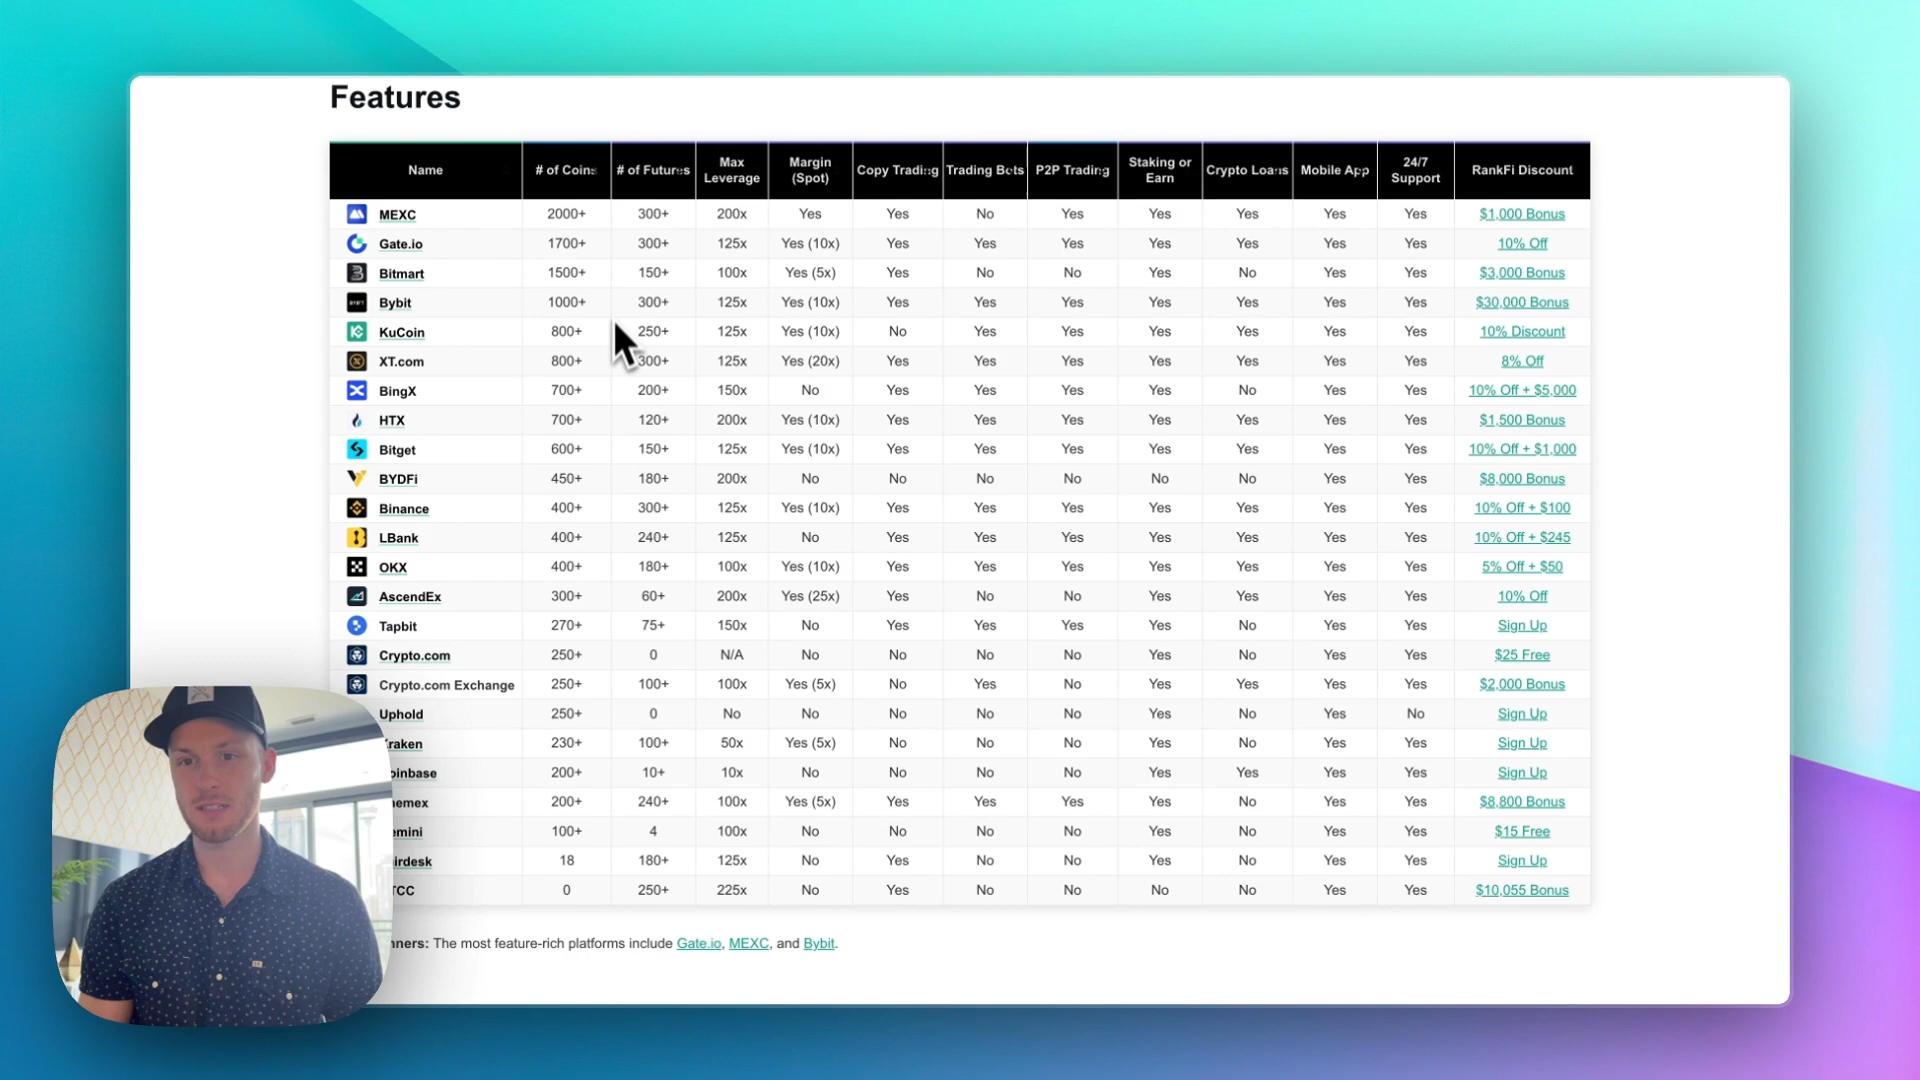 Features
Name # of Coins # of Futures Max Leverage Margin (Spot) Copy Trading Trading Bots P2P Trading Staking or Earn Crypto Loans Mobile App 24/7 Support RankFi Discount
MEXC 2000+ 300+ 200x Yes Yes No Yes Yes Yes Yes Yes $1,000 Bonus
Gate.io 1700+ 300+ 125x Yes (10x) Yes Yes Yes Yes Yes Yes Yes 10% Off
Bitmart 1500+ 150+ 100x Yes (5x) Yes No No Yes No Yes Yes $3,000 Bonus
Bybit 1000+ 300+ 125x Yes (10x) Yes Yes Yes Yes Yes Yes Yes $30,000 Bonus
KuCoin 800+ 250+ 125x Yes (10x) No Yes Yes Yes Yes Yes Yes 10% Discount
XT.com 800+ 300+ 125x Yes (20x) Yes Yes Yes Yes Yes Yes Yes 8% Off
BingX 700+ 200+ 150x No Yes Yes Yes Yes No Yes Yes 10% Off + $5,000
HTX 700+ 120+ 200x Yes (10x) Yes Yes Yes Yes Yes Yes Yes $1,500 Bonus
Bitget 600+ 150+ 125x Yes (10x) Yes Yes Yes Yes Yes Yes Yes 10% Off + $1,000
BYDFi 450+ 180+ 200x No No No No No No Yes Yes $8,000 Bonus
Binance 400+ 300+ 125x Yes (10x) Yes Yes Yes Yes Yes Yes Yes 10% Off + $100
LBank 400+ 240+ 125x No Yes Yes Yes Yes Yes Yes Yes 10% Off + $245
OKX 400+ 180+ 100x Yes (10x) Yes Yes Yes Yes Yes Yes Yes 5% Off + $50
AscendEx 300+ 60+ 200x Yes (25x) Yes No No Yes Yes Yes Yes 10% Off
Tapbit 270+ 75+ 150x No Yes Yes Yes Yes No Yes Yes Sign Up
Crypto.com 250+ 0 N/A No No No No Yes No Yes Yes $25 Free
Crypto.com Exchange 250+ 100+ 100x Yes (5x) No Yes No Yes Yes Yes Yes $2,000 Bonus
Uphold 250+ 0 No No No No No Yes No Yes No Sign Up
raken 230+ 100+ 50x Yes (5x) No No No Yes No Yes Yes Sign Up
oinbase 200+ 10+ 10x No No No No Yes Yes Yes Yes Sign Up
emex 200+ 240+ 100x Yes (5x) Yes Yes Yes Yes No Yes Yes $8,800 Bonus
emini 100+ 4 100x No No No No Yes No Yes Yes $15 Free
irdesk 18 180+ 125x No Yes No No Yes No Yes Yes Sign Up
TCC 0 250+ 225x No Yes No No No No Yes Yes $10,055 Bonus
nners: The most feature-rich platforms include Gate.io, MEXC, and Bybit.